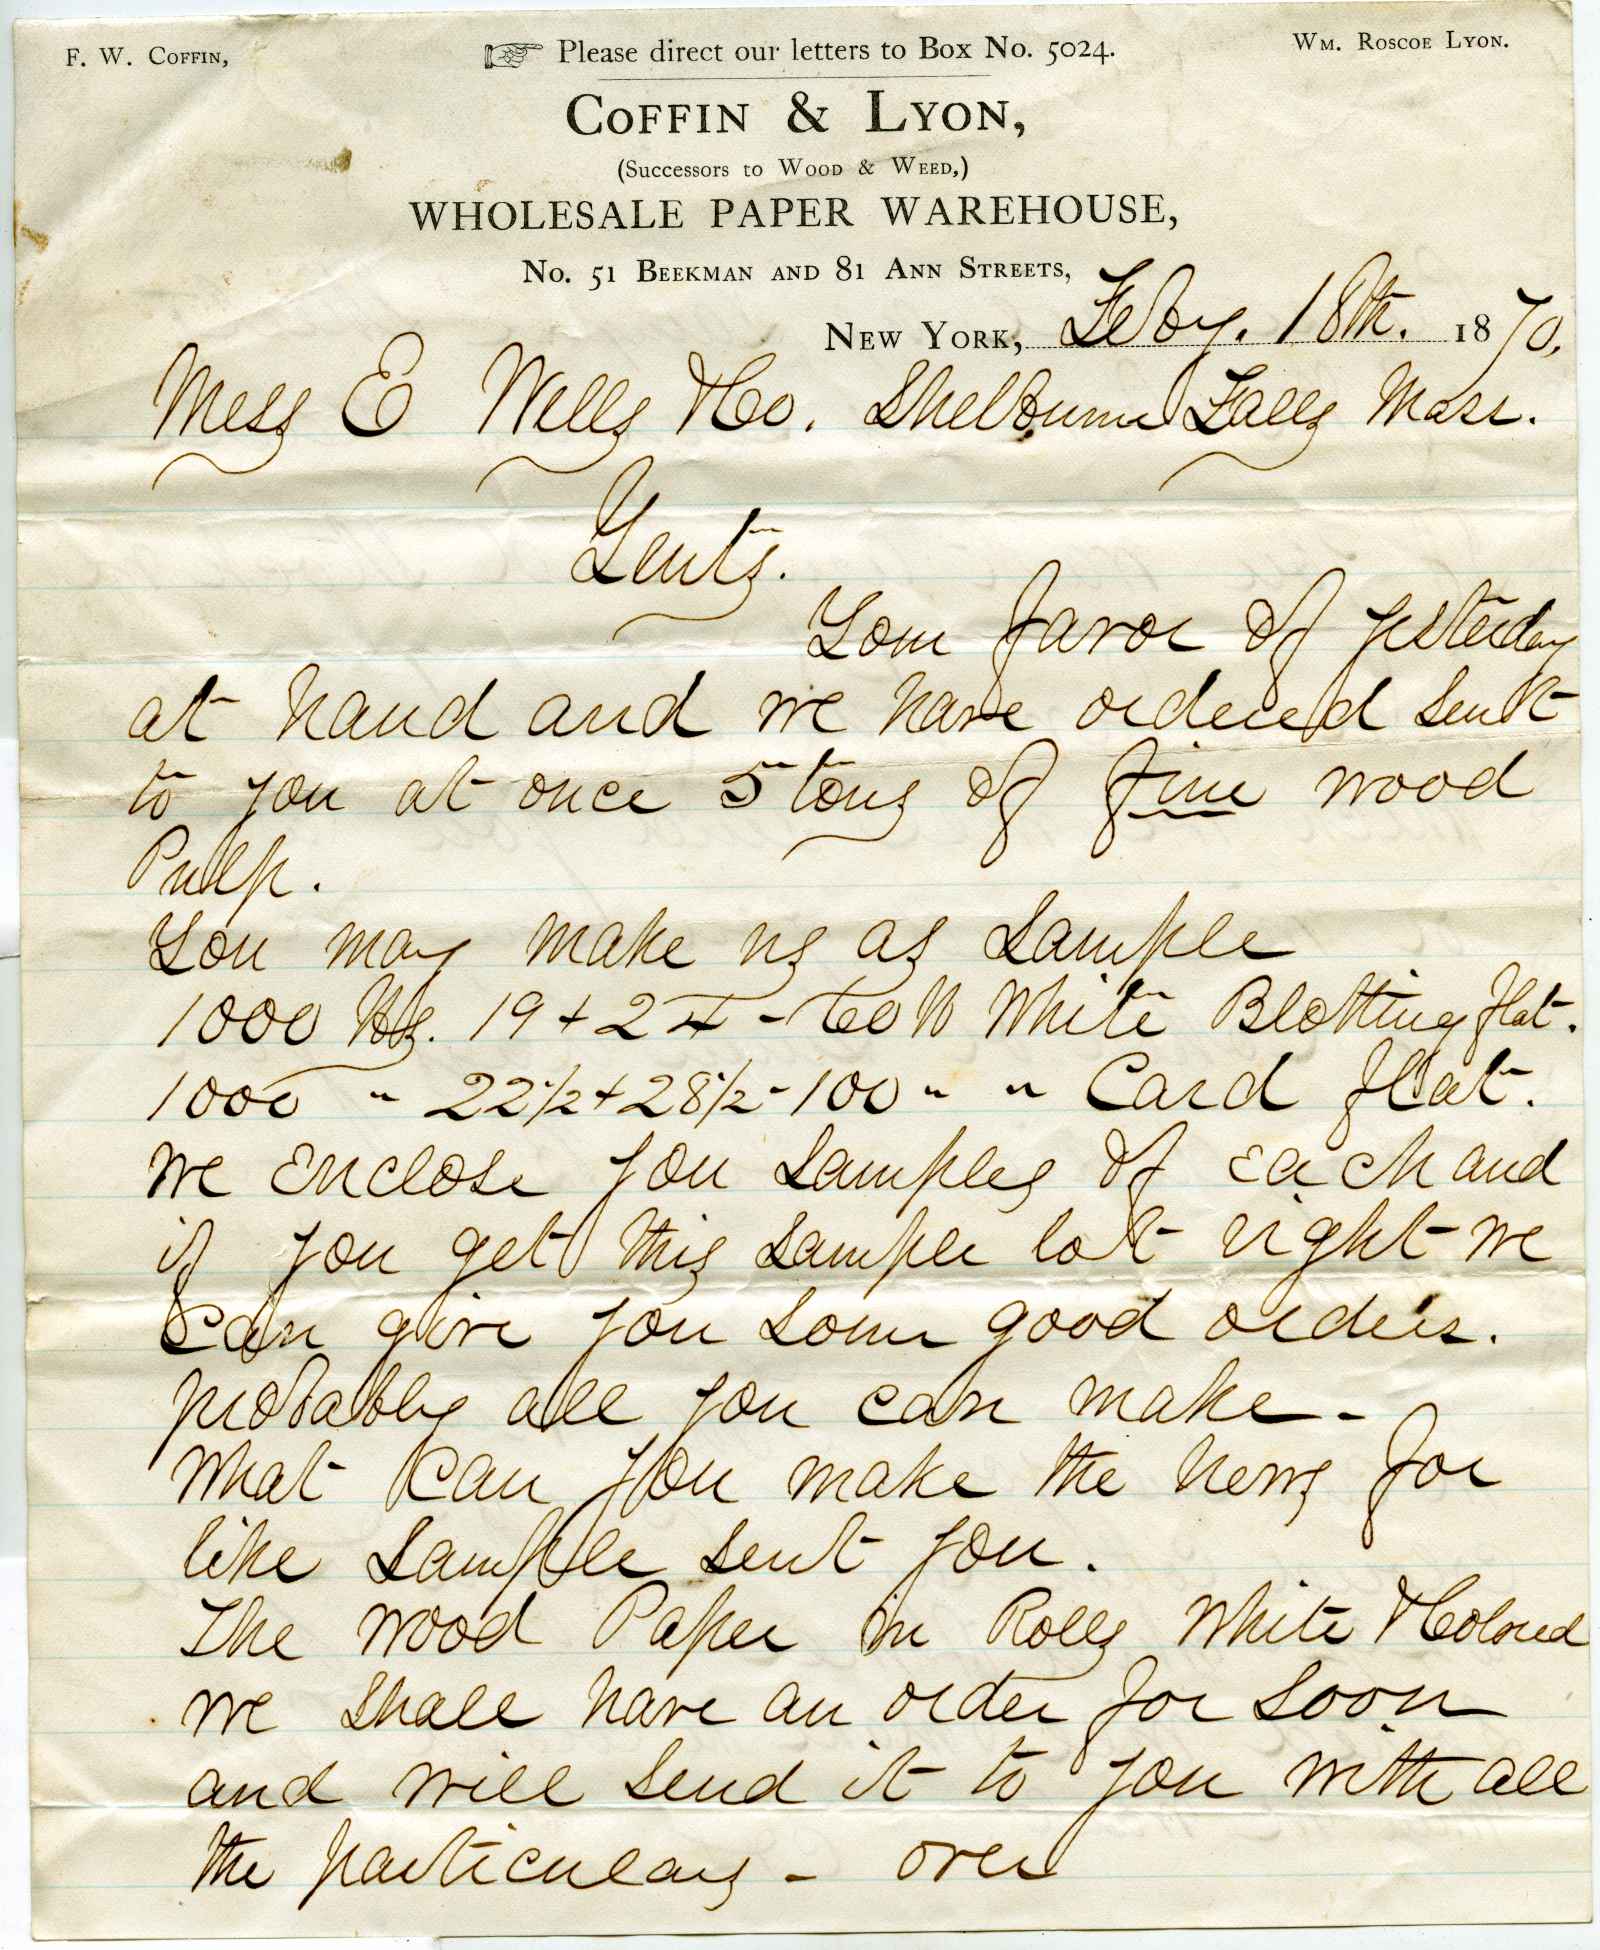 F. W. Coffin,
☞ Please direct our letters to Box No. 5024.
Wm. Roscoe Lyon.
Coffin & Lyon,
(Successors to Wood & Weed,)
WHOLESALE PAPER WAREHOUSE,
No. 51 Beekman and 81 Ann Streets,
New York, Feby. 18th. 1870.
Mess E Wells & Co. Shelburne Falls Mass.
Gents.
Your favor of yesterday
at hand and we have ordered sent
to you at once 5 tons of fine wood
Pulp.
You may make us as Sample
1000 lbs. 19 + 24 - 60 lb White Blotting flat.
1000 " 22 1/2 + 28 1/2 - 100 " " Card flat.
We enclose you samples of each and
if you get this sample lot right we
can give you some good orders.
probably all you can make -
What can you make the news for
like sample sent you.
The wood Paper in Rolls White & Colored
we shall have an order for soon
and will send it to you with all
the particulars - over